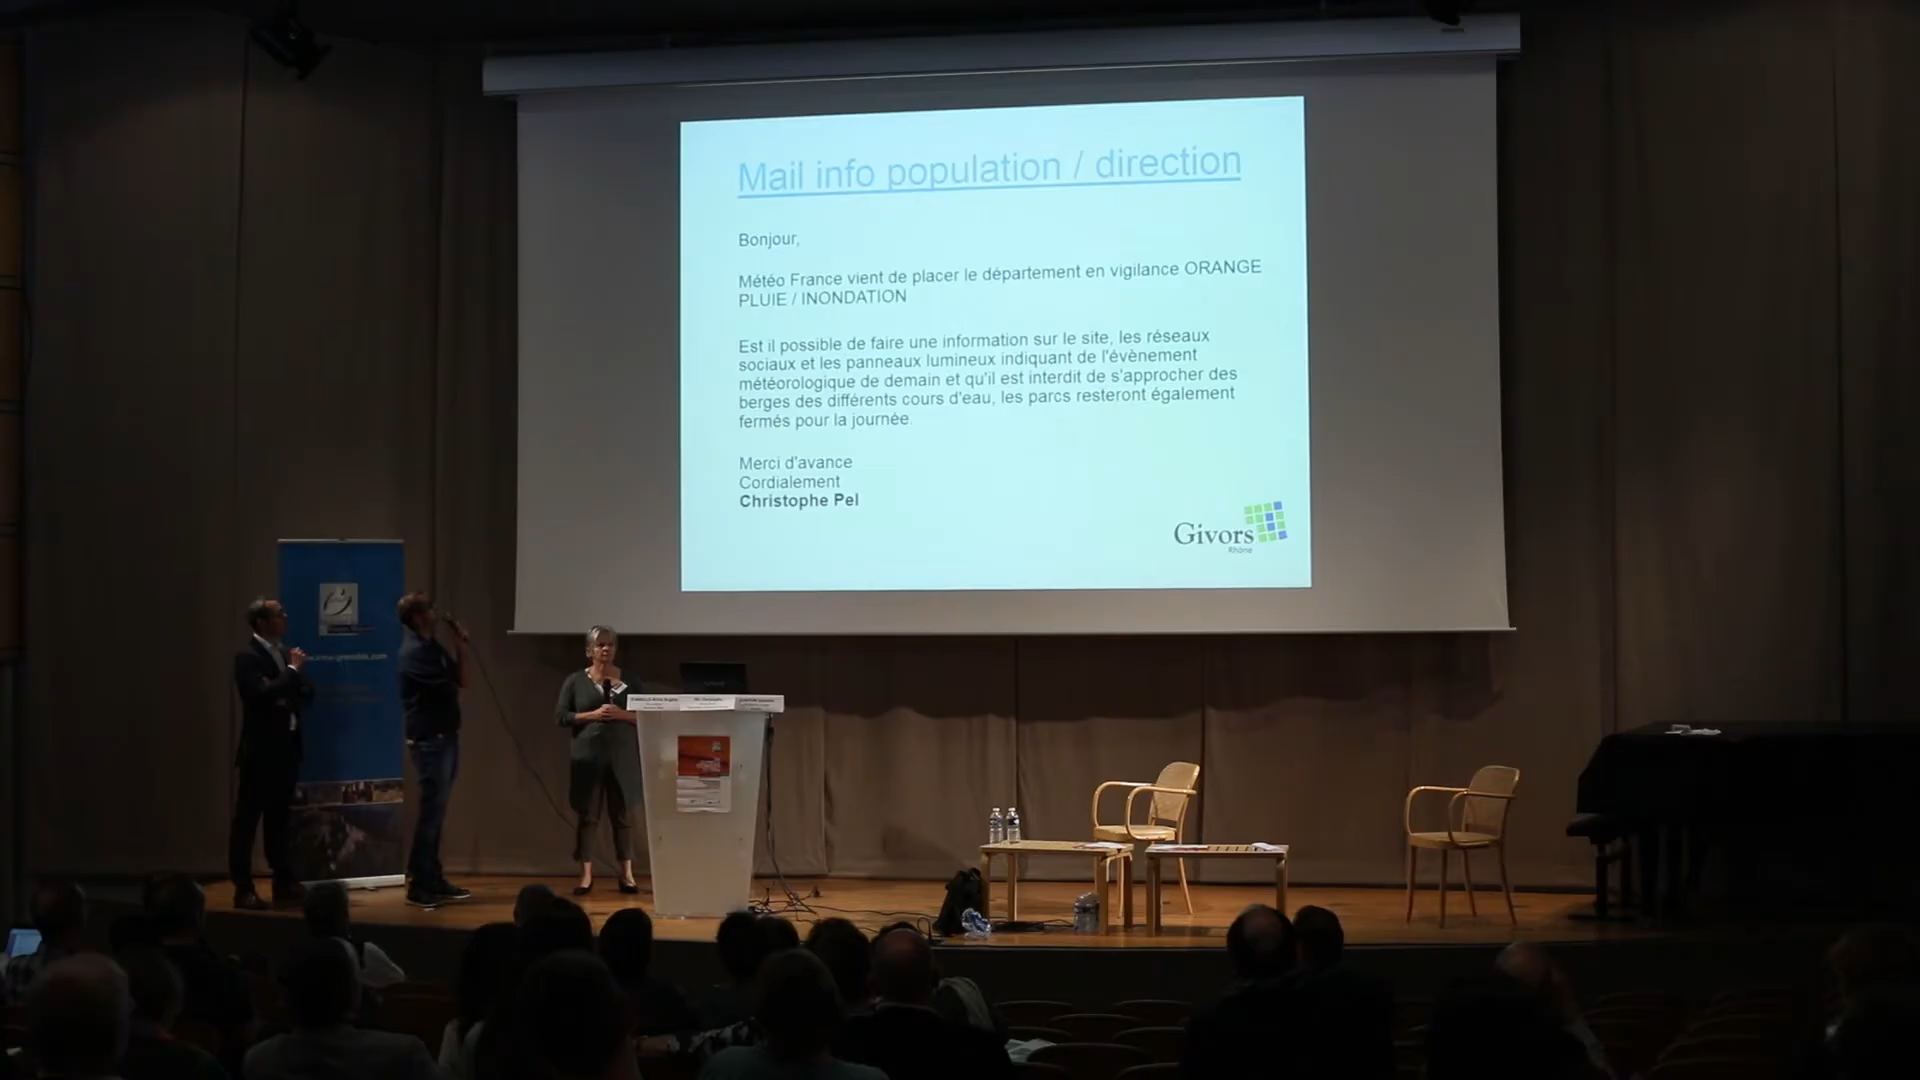 Mail info population / direction
Bonjour,
Météo France vient de placer le département en vigilance ORANGE
PLUIE / INONDATION
Est il possible de faire une information sur le site, les réseaux
sociaux et les panneaux lumineux indiquant de l'évènement
météorologique de demain et qu'il est interdit de s'approcher des
berges des différents cours d'eau, les parcs resteront également
fermés pour la journée.
Merci d'avance
Cordialement
Christophe Pel
Givors
Rhône